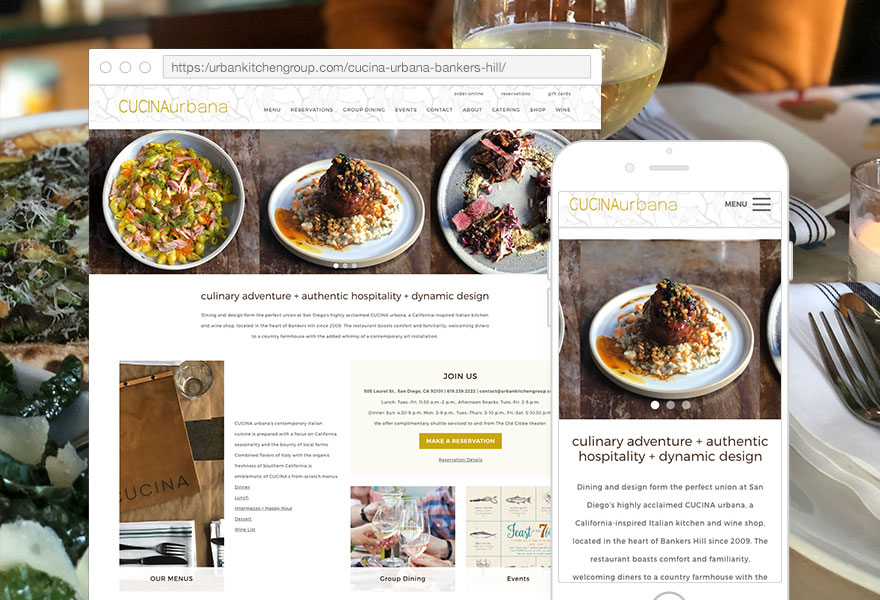 https:/urbankitchengroup.com/cucina-urbana-bankers-hill/
order online reservations gift cards
CUCINAurbana
MENU RESERVATIONS GROUP DINING EVENTS CONTACT ABOUT CATERING SHOP WINE
culinary adventure + authentic hospitality + dynamic design
Dining and design form the perfect union at San Diego's highly acclaimed CUCINA urbana, a California-inspired Italian kitchen
and wine shop, located in the heart of Bankers Hill since 2009. The restaurant boasts comfort and familiarity, welcoming diners
to a country farmhouse with the added whimsy of a contemporary art installation.
CUCINA
OUR MENUS
CUCINA urbana's contemporary Italian
cuisine is prepared with a focus on California
seasonality and the bounty of local farms.
Combined flavors of Italy with the organic
freshness of Southern California is
emblematic of CUCINA's from-scratch menus.
Dinner
Lunch
Intermezzo + Happy Hour
Dessert
Wine List
JOIN US
505 Laurel St., San Diego, CA 92101 | 619.239.2222 | contact@urbankitchengroup.c
Lunch: Tues.-Fri. 11:30 a.m.-2 p.m., Afternoon Snacks: Tues.-Fri. 2-5 p.m.
Dinner: Sun. 4:30-9 p.m., Mon. 5-9 p.m., Tues.-Thurs. 5-10 p.m., Fri.-Sat. 5-10:30 p.m
We offer complimentary shuttle serviced to and from The Old Globe theater.
MAKE A RESERVATION
Reservation Details
Group Dining
Feast of the 7
Events
CUCINAurbana
MENU
culinary adventure + authentic
hospitality + dynamic design
Dining and design form the perfect union at San
Diego's highly acclaimed CUCINA urbana, a
California-inspired Italian kitchen and wine shop,
located in the heart of Bankers Hill since 2009. The
restaurant boasts comfort and familiarity,
welcoming diners to a country farmhouse with the